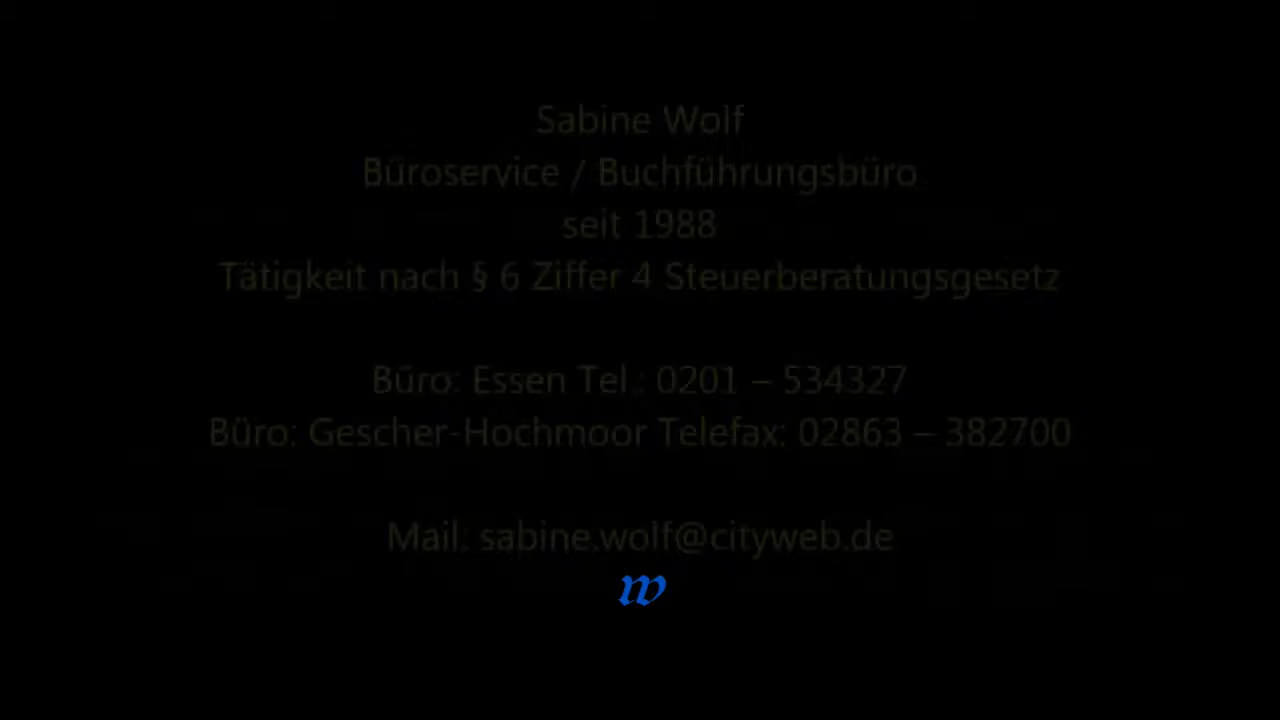 Sabine Wolf
Büroservice / Buchführungsbüro
seit 1988
Tätigkeit nach § 6 Ziffer 4 Steuerberatungsgesetz
Büro: Essen Tel.: 0201 – 534327
Büro: Gescher-Hochmoor Telefax: 02863 – 382700
Mail: sabine.wolf@cityweb.de
w